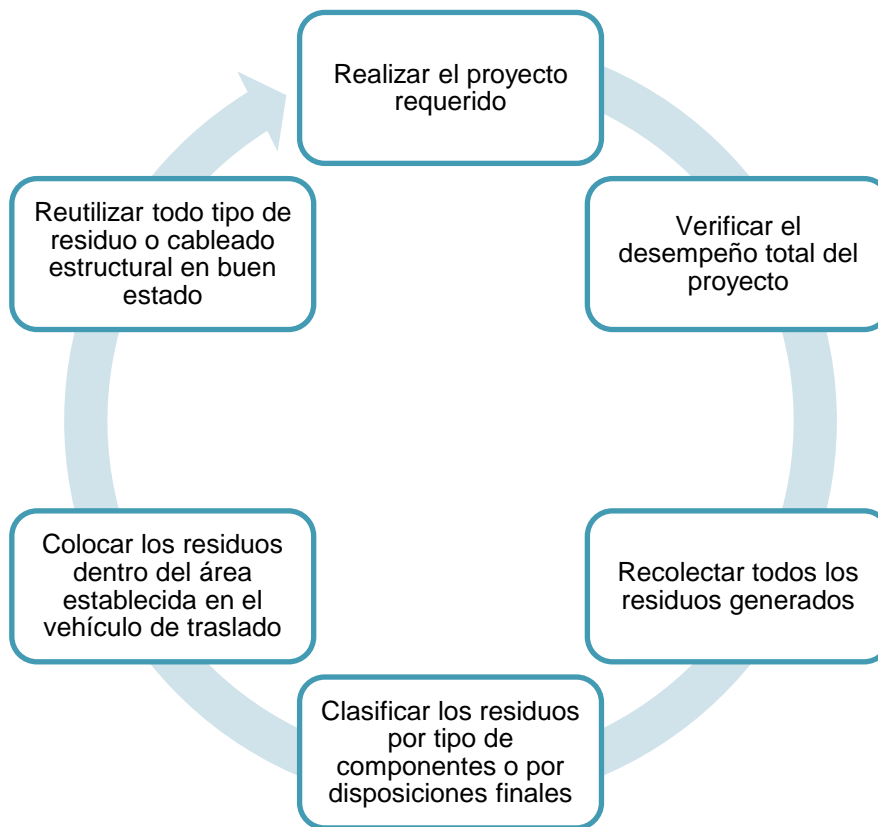 Realizar el proyecto
requerido
Verificar el
desempeño total del
proyecto
Recolectar todos los
residuos generados
Clasificar los residuos
por tipo de
componentes o por
disposiciones finales
Colocar los residuos
dentro del área
establecida en el
vehículo de traslado
Reutilizar todo tipo de
residuo o cableado
estructural en buen
estado